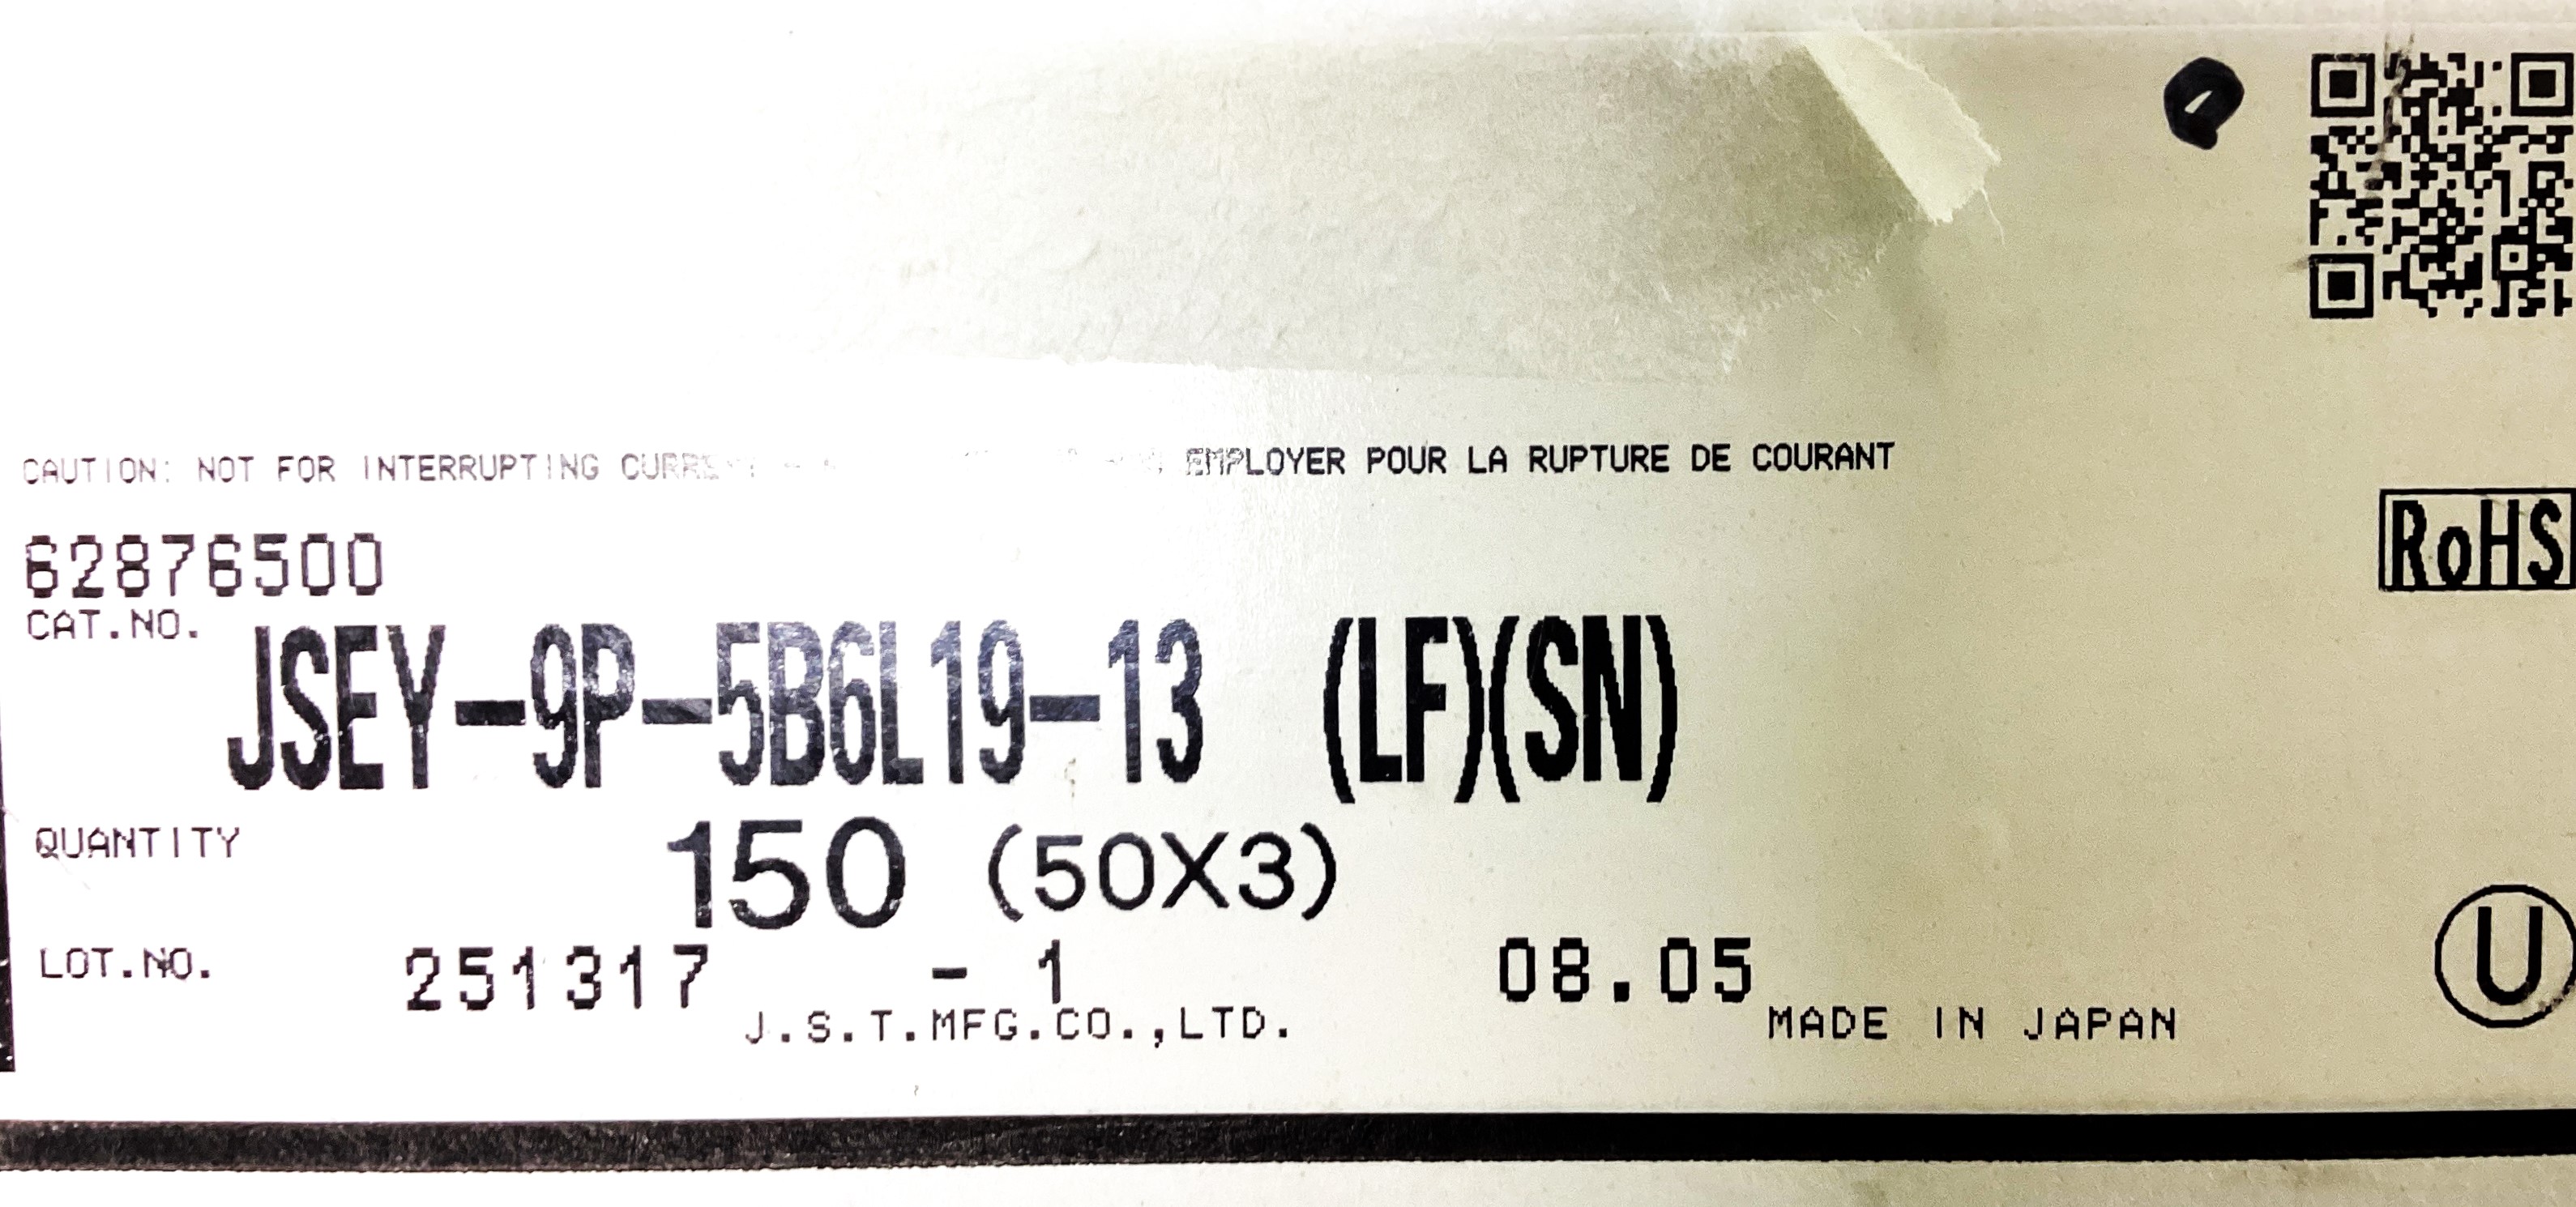 CAUTION: NOT FOR INTERRUPTING EMPLOYER POUR LA RUPTURE DE COURANT
62876500
RoHS
CAT.NO. JSEY-9P-5B6L19-13 (LF)(SN)
QUANTITY 150 (50X3)
LOT.NO. 251317 - 1 08.05
U
J.S.T.MFG.CO.,LTD. MADE IN JAPAN